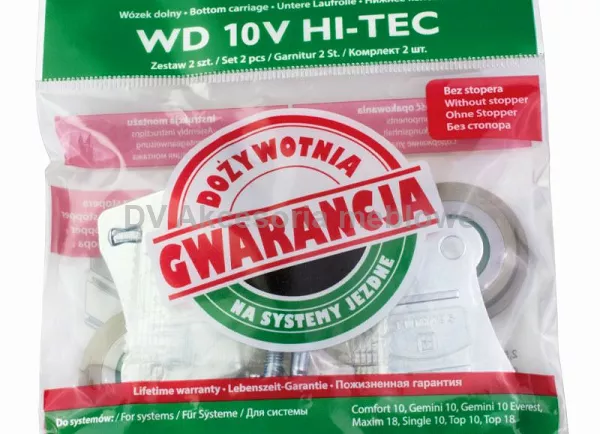 Wózek dolny • Bottom carriage • Untere Laufrolle •
WD 10V HI-TEC
Zestaw 2 szt. / Set 2 pcs / Garnitur 2 St. / Комплект 2 шт.
Bez stopera
Without stopper
Ohne Stopper
Без стопора
DOŻYWOTNIA
GWARANCJA
NA SYSTEMY JEZDNE
DV Akcesoria meblowe
Lifetime warranty • Lebenszeit-Garantie • Пожизненная гарантия
Do systemów: / For systems / Für Systeme / Для системы
Comfort 10, Gemini 10, Gemini 10 Everest,
Maxim 18, Single 10, Top 10, Top 18